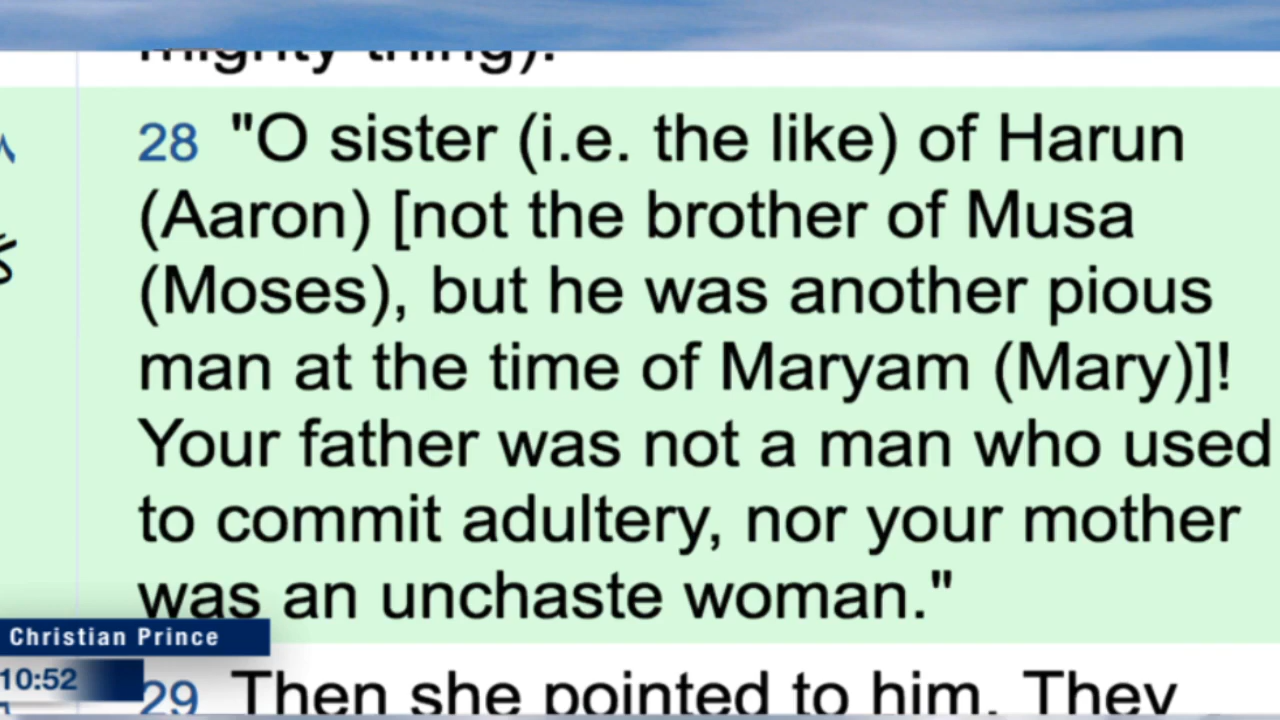 mighty thing).
28 "O sister (i.e. the like) of Harun
(Aaron) [not the brother of Musa
(Moses), but he was another pious
man at the time of Maryam (Mary)]!
Your father was not a man who used
to commit adultery, nor your mother
was an unchaste woman."
Christian Prince
10:52
29 Then she pointed to him. They